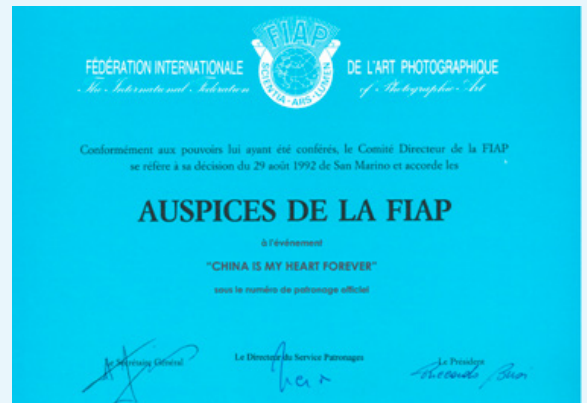 FIAP
SCIENTIA-ARS-LUMEN
FÉDÉRATION INTERNATIONALE DE L'ART PHOTOGRAPHIQUE
The International Federation of Photographic Art
Conformément aux pouvoirs lui ayant été conférés, le Comité Directeur de la FIAP
se réfère à sa décision du 29 août 1992 de San Marino et accorde les
AUSPICES DE LA FIAP
à l'événement
"CHINA IS MY HEART FOREVER"
sous le numéro de patronage officiel
Le Secrétaire Général Le Directeur du Service Patronages Le Président